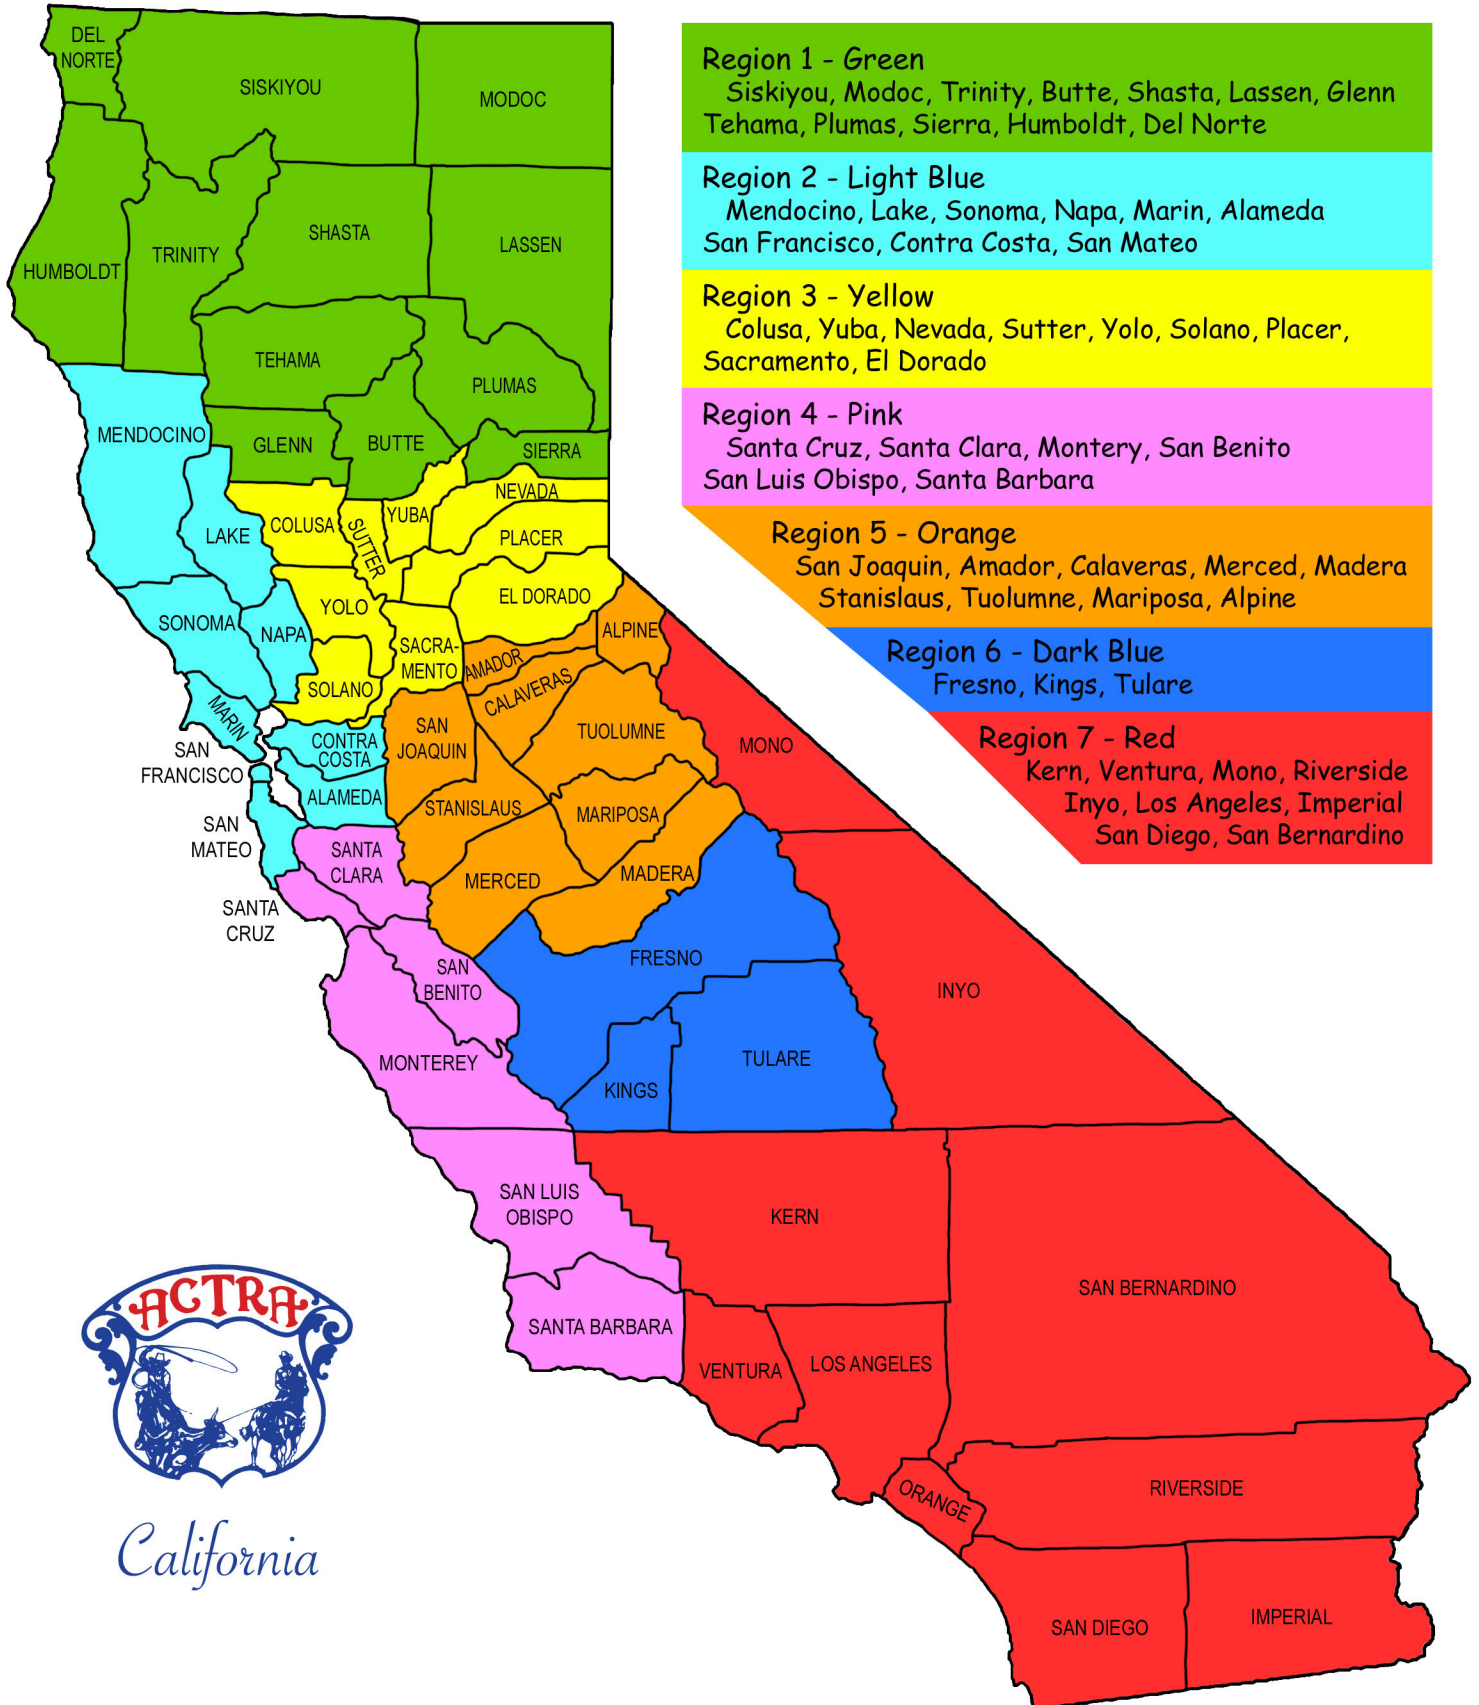 DEL
NORTE
SISKIYOU
MODOC
HUMBOLDT
TRINITY
SHASTA
LASSEN
TEHAMA
PLUMAS
MENDOCINO
GLENN
BUTTE
SIERRA
LAKE
COLUSA
SUTTER
YUBA
NEVADA
PLACER
EL DORADO
SONOMA
NAPA
YOLO
SACRA-
MENTO
SOLANO
AMADOR
ALPINE
CALAVERAS
MARIN
SAN
FRANCISCO
CONTRA
COSTA
ALAMEDA
SAN
JOAQUIN
TUOLUMNE
MONO
STANISLAUS
MARIPOSA
SAN
MATEO
SANTA
CLARA
MERCED
MADERA
SANTA
CRUZ
SAN
BENITO
FRESNO
INYO
MONTEREY
KINGS
TULARE
SAN LUIS
OBISPO
KERN
SAN BERNARDINO
SANTA BARBARA
VENTURA
LOS ANGELES
ORANGE
RIVERSIDE
SAN DIEGO
IMPERIAL
Region 1 - Green
Siskiyou, Modoc, Trinity, Butte, Shasta, Lassen, Glenn
Tehama, Plumas, Sierra, Humboldt, Del Norte
Region 2 - Light Blue
Mendocino, Lake, Sonoma, Napa, Marin, Alameda
San Francisco, Contra Costa, San Mateo
Region 3 - Yellow
Colusa, Yuba, Nevada, Sutter, Yolo, Solano, Placer,
Sacramento, El Dorado
Region 4 - Pink
Santa Cruz, Santa Clara, Montery, San Benito
San Luis Obispo, Santa Barbara
Region 5 - Orange
San Joaquin, Amador, Calaveras, Merced, Madera
Stanislaus, Tuolumne, Mariposa, Alpine
Region 6 - Dark Blue
Fresno, Kings, Tulare
Region 7 - Red
Kern, Ventura, Mono, Riverside
Inyo, Los Angeles, Imperial
San Diego, San Bernardino
ACTRA
California